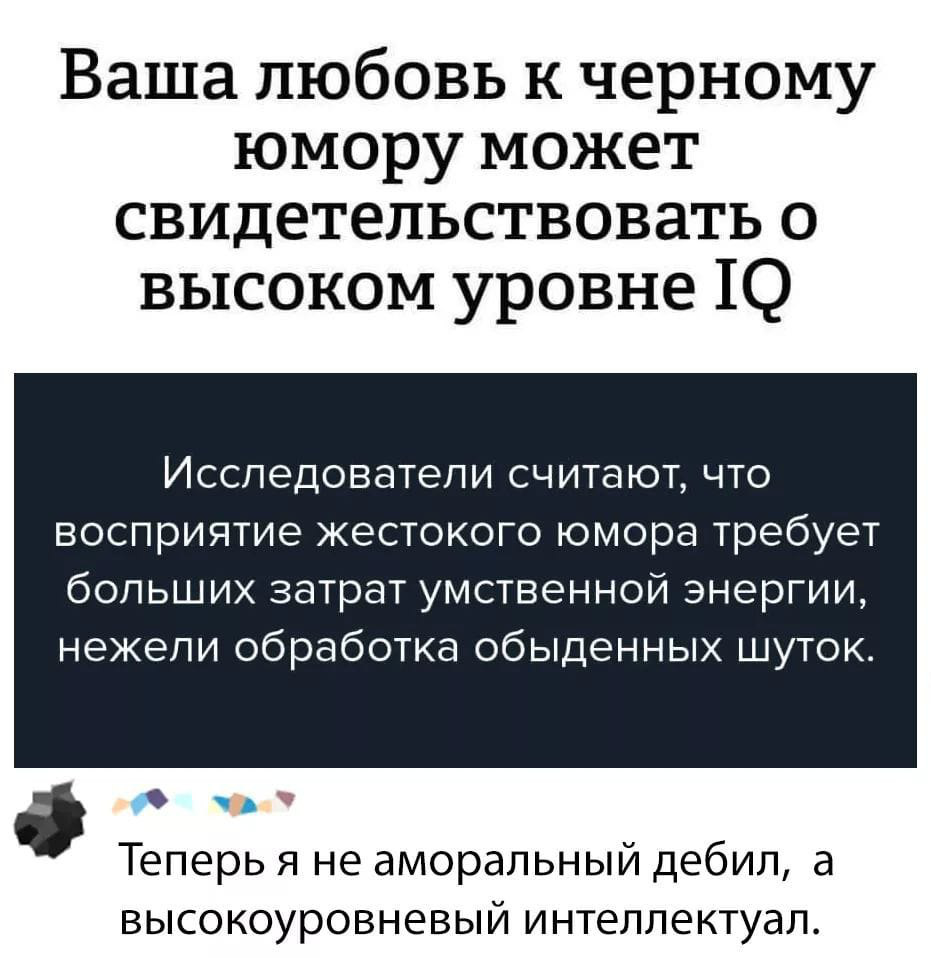 Ваша любовь к черному
юмору может
свидетельствовать о
высоком уровне IQ
Исследователи считают, что
восприятие жестокого юмора требует
больших затрат умственной энергии,
нежели обработка обыденных шуток.
Теперь я не аморальный дебил, а
высокоуровневый интеллектуал.